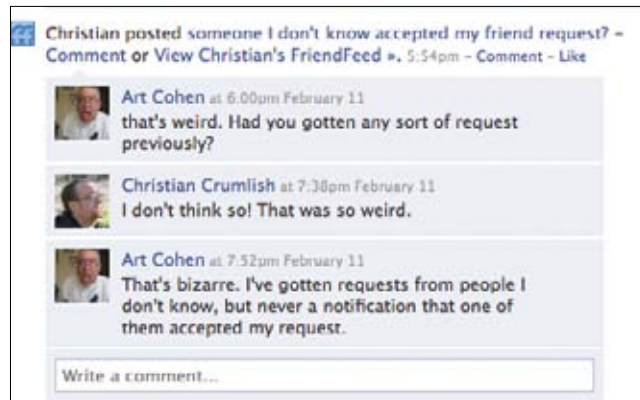 Christian posted someone I don't know accepted my friend request? –
Comment or View Christian's FriendFeed ». 5:54pm – Comment – Like
Art Cohen at 6:00pm February 11
that's weird. Had you gotten any sort of request
previously?
Christian Crumlish at 7:38pm February 11
I don't think so! That was so weird.
Art Cohen at 7:52pm February 11
That's bizarre. I've gotten requests from people I
don't know, but never a notification that one of
them accepted my request.
Write a comment...